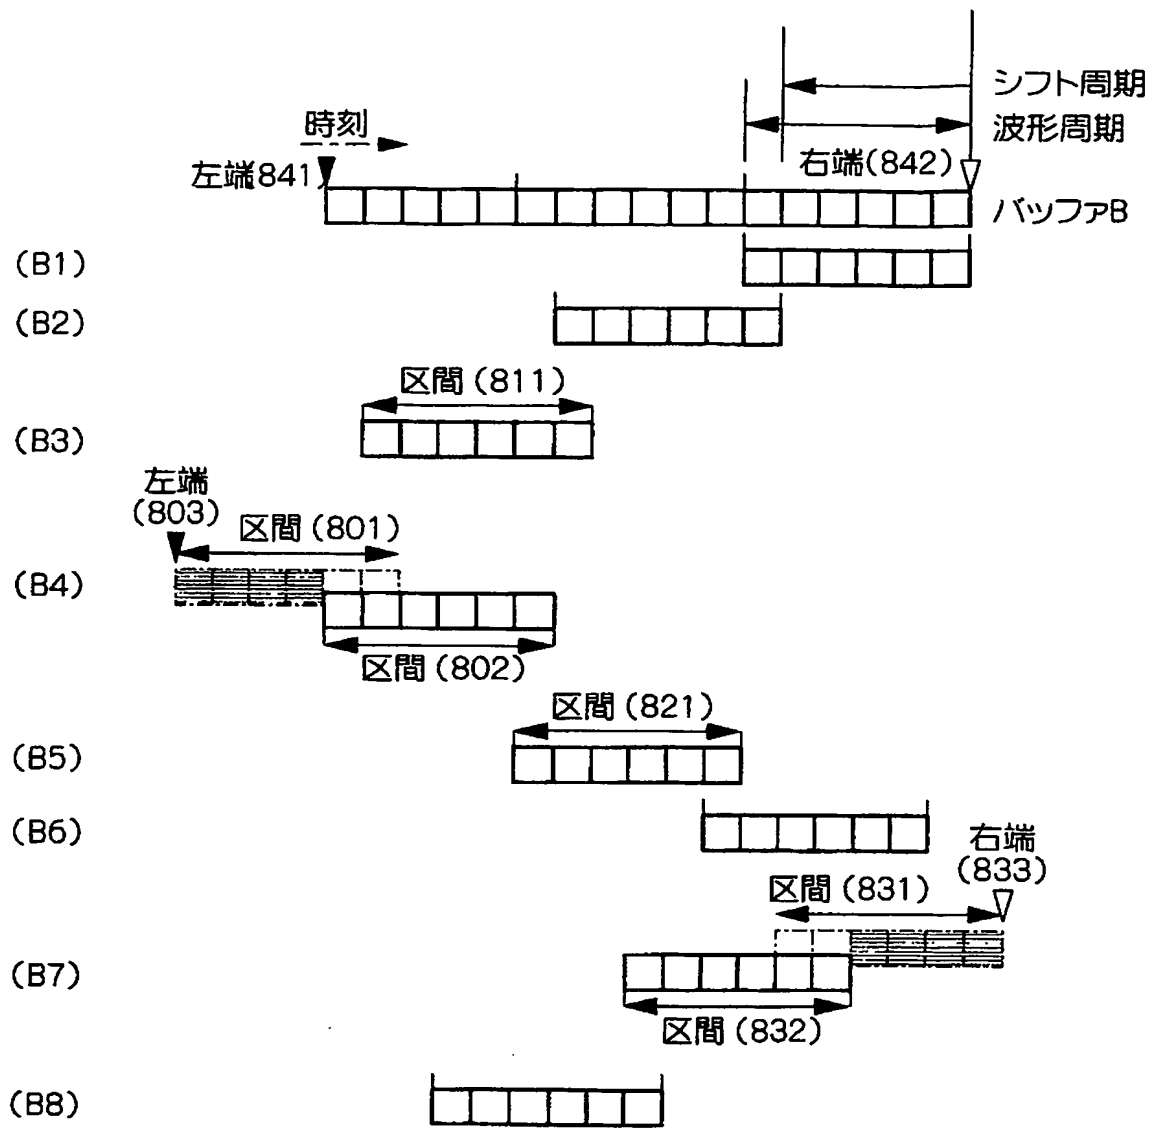 シフト周期
時刻
波形周期
左端841
右端(842)
バッファB
(B1)
(B2)
区間(811)
(B3)
左端
(803)
区間(801)
(B4)
区間(802)
区間(821)
(B5)
(B6)
右端
(833)
区間(831)
(B7)
区間(832)
(B8)